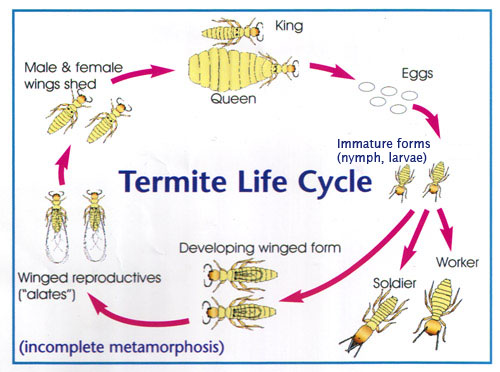 King
Male & female
wings shed
Queen
Eggs
Immature forms
(nymph, larvae)
Termite Life Cycle
Developing winged form
Winged reproductives
("alates")
Soldier
Worker
(incomplete metamorphosis)